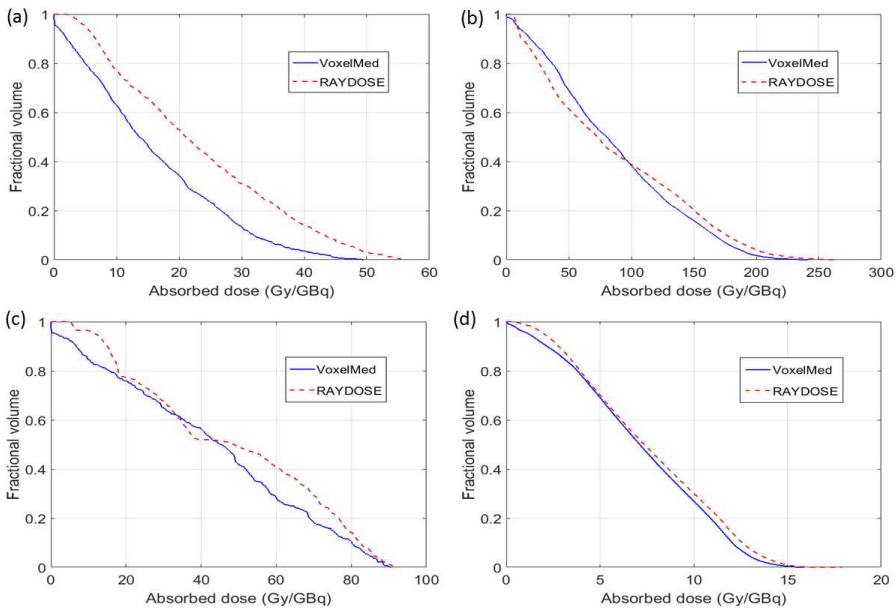 (a)
Fractional volume
1
0.8
0.6
0.4
0.2
0
VoxelMed
RAYDOSE
0 10 20 30 40 50 60
Absorbed dose (Gy/GBq)
(b)
Fractional volume
1
0.8
0.6
0.4
0.2
0
VoxelMed
RAYDOSE
0 50 100 150 200 250 300
Absorbed dose (Gy/GBq)
(c)
Fractional volume
1
0.8
0.6
0.4
0.2
0
VoxelMed
RAYDOSE
0 20 40 60 80 100
Absorbed dose (Gy/GBq)
(d)
Fractional volume
1
0.8
0.6
0.4
0.2
0
VoxelMed
RAYDOSE
0 5 10 15 20
Absorbed dose (Gy/GBq)